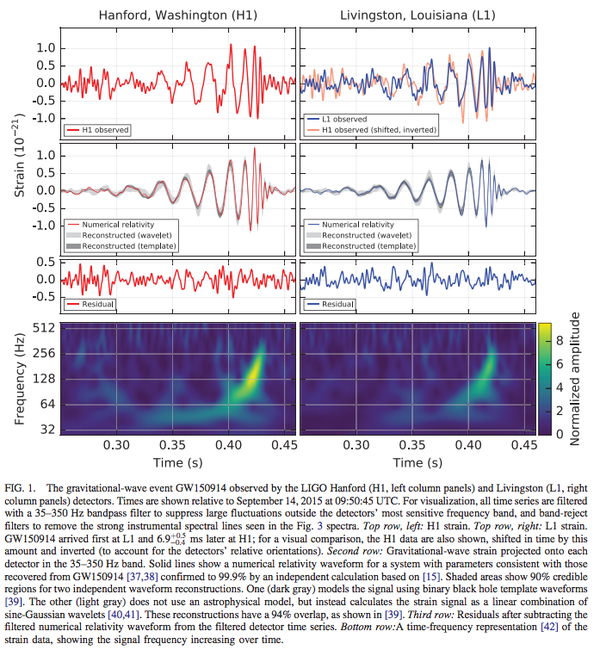 Hanford, Washington (H1)
Livingston, Louisiana (L1)
1.0
0.5
0.0
-0.5
-1.0
H1 observed
L1 observed
H1 observed (shifted, inverted)
Strain (10⁻²¹)
1.0
0.5
0.0
-0.5
-1.0
Numerical relativity
Reconstructed (wavelet)
Reconstructed (template)
Numerical relativity
Reconstructed (wavelet)
Reconstructed (template)
0.5
0.0
-0.5
Residual
Residual
Frequency (Hz)
512
256
128
64
32
0.30
0.35
0.40
0.45
Time (s)
0.30
0.35
0.40
0.45
Time (s)
8
6
4
2
0
Normalized amplitude
FIG. 1. The gravitational-wave event GW150914 observed by the LIGO Hanford (H1, left column panels) and Livingston (L1, right
column panels) detectors. Times are shown relative to September 14, 2015 at 09:50:45 UTC. For visualization, all time series are filtered
with a 35–350 Hz bandpass filter to suppress large fluctuations outside the detectors' most sensitive frequency band, and band-reject
filters to remove the strong instrumental spectral lines seen in the Fig. 3 spectra. Top row, left: H1 strain. Top row, right: L1 strain.
GW150914 arrived first at L1 and 6.9+0.5−0.4 ms later at H1; for a visual comparison, the H1 data are also shown, shifted in time by this
amount and inverted (to account for the detectors' relative orientations). Second row: Gravitational-wave strain projected onto each
detector in the 35–350 Hz band. Solid lines show a numerical relativity waveform for a system with parameters consistent with those
recovered from GW150914 [37,38] confirmed to 99.9% by an independent calculation based on [15]. Shaded areas show 90% credible
regions for two independent waveform reconstructions. One (dark gray) models the signal using binary black hole template waveforms
[39]. The other (light gray) does not use an astrophysical model, but instead calculates the strain signal as a linear combination of
sine-Gaussian wavelets [40,41]. These reconstructions have a 94% overlap, as shown in [39]. Third row: Residuals after subtracting the
filtered numerical relativity waveform from the filtered detector time series. Bottom row:A time-frequency representation [42] of the
strain data, showing the signal frequency increasing over time.